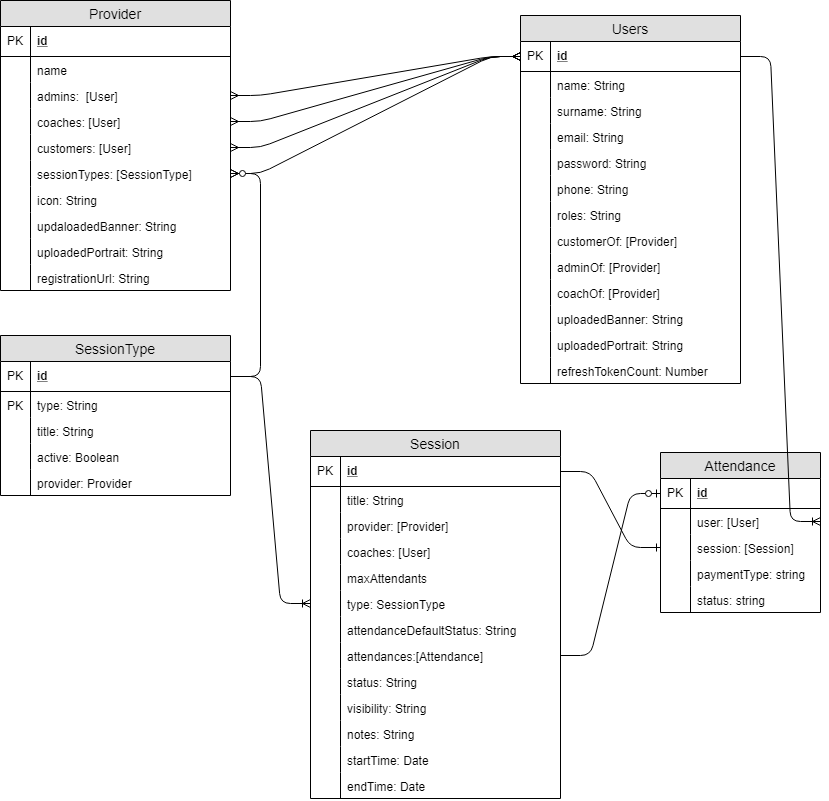 Provider
PK id
name
admins:  [User]
coaches: [User]
customers: [User]
sessionTypes: [SessionType]
icon: String
updaloadedBanner: String
uploadedPortrait: String
registrationUrl: String
Users
PK id
name: String
surname: String
email: String
password: String
phone: String
roles: String
customerOf: [Provider]
adminOf: [Provider]
coachOf: [Provider]
uploadedBanner: String
uploadedPortrait: String
refreshTokenCount: Number
SessionType
PK id
PK type: String
title: String
active: Boolean
provider: Provider
Session
PK id
title: String
provider: [Provider]
coaches: [User]
maxAttendants
type: SessionType
attendanceDefaultStatus: String
attendances:[Attendance]
status: String
visibility: String
notes: String
startTime: Date
endTime: Date
Attendance
PK id
user: [User]
session: [Session]
paymentType: string
status: string